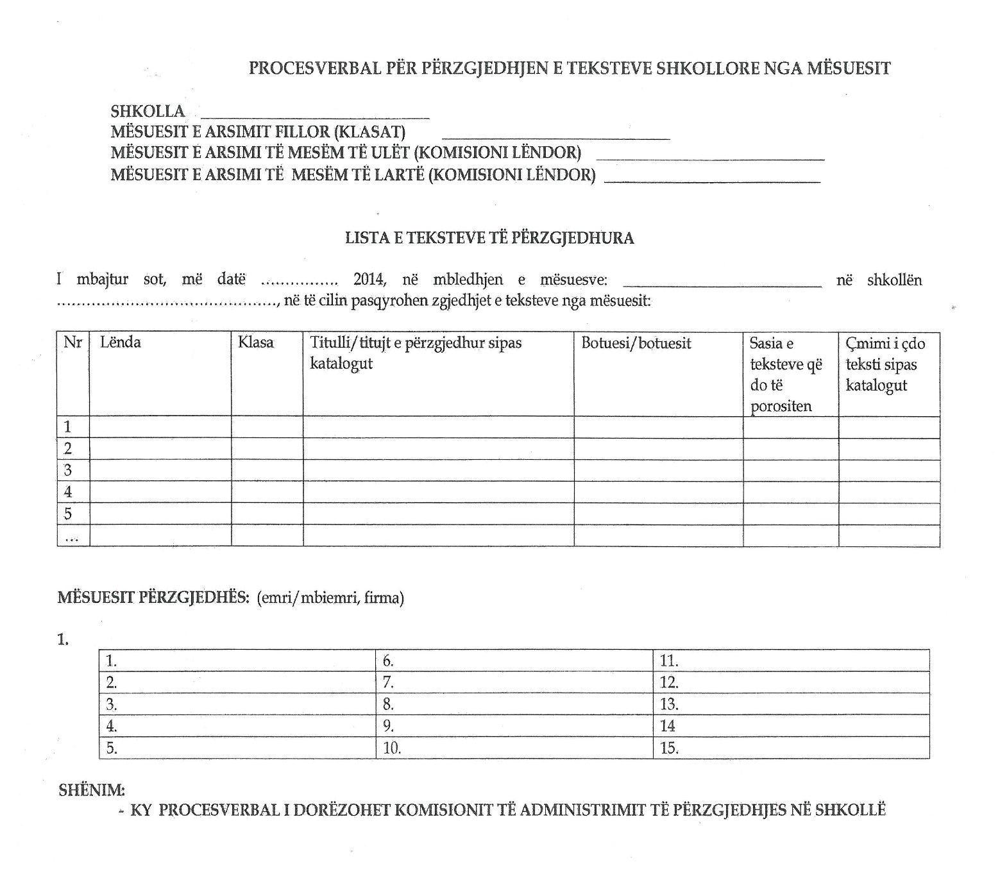 PROCESVERBAL PËR PËRZGJEDHJEN E TEKSTEVE SHKOLLORE NGA MËSUESIT
SHKOLLA ____________________
MËSUESIT E ARSIMIT FILLOR (KLASAT) ____________________
MËSUESIT E ARSIMI TË MESËM TË ULËT (KOMISIONI LËNDOR) ____________________
MËSUESIT E ARSIMI TË MESËM TË LARTË (KOMISIONI LËNDOR) ____________________
LISTA E TEKSTEVE TË PËRZGJEDHURA
I mbajtur sot, më datë ................ 2014, në mbledhjen e mësuesve: ____________________ në shkollën
............................................, në të cilin pasqyrohen zgjedhjet e teksteve nga mësuesit:
Nr Lënda Klasa Titulli/titujt e përzgjedhur sipas Botuesi/botuesit Sasia e Çmimi i çdo
katalogut teksteve që teksti sipas
do të katalogut
porositen
1
2
3
4
5
...
MËSUESIT PËRZGJEDHËS: (emri/mbiemri, firma)
1.
1. 6. 11.
2. 7. 12.
3. 8. 13.
4. 9. 14
5. 10. 15.
SHËNIM:
- KY PROCESVERBAL I DORËZOHET KOMISIONIT TË ADMINISTRIMIT TË PËRZGJEDHJES NË SHKOLLË